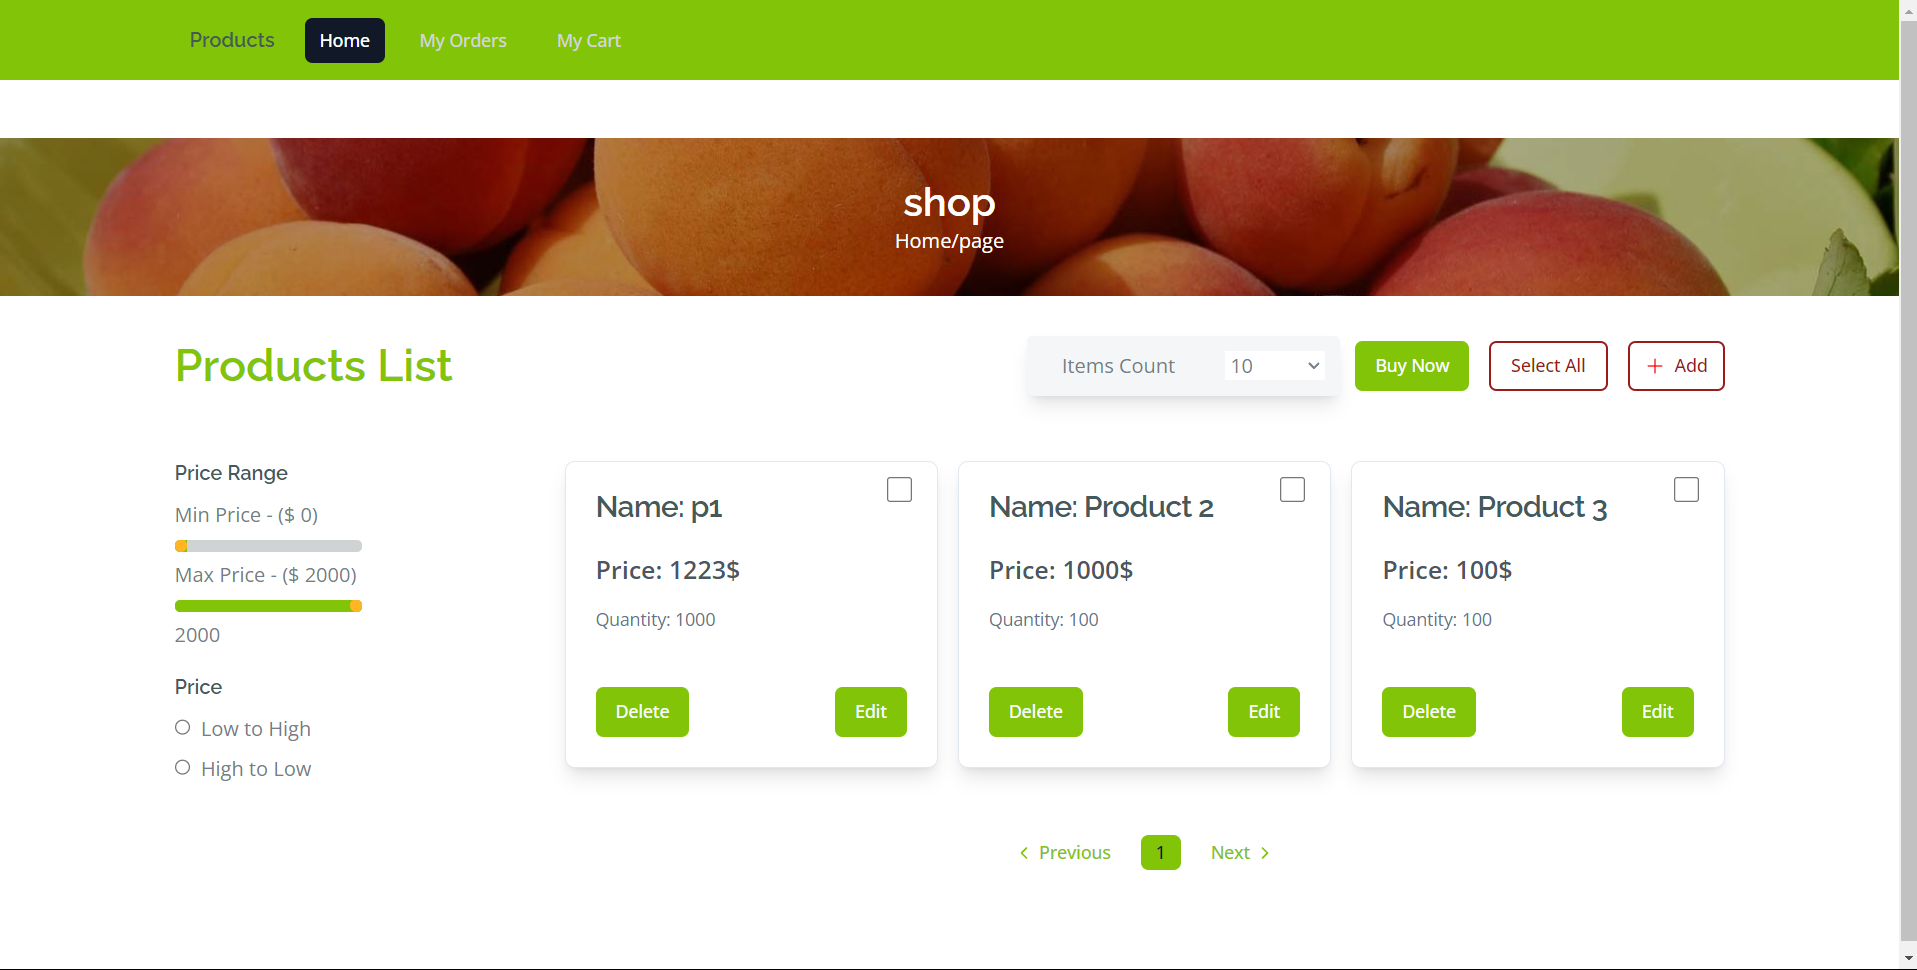 Products Home My Orders My Cart
shop
Home/page
Products List
Items Count 10 Buy Now Select All + Add
Price Range
Min Price - ($ 0)
Max Price - ($ 2000)
2000
Price
Low to High
High to Low
Name: p1
Price: 1223$
Quantity: 1000
Delete Edit
Name: Product 2
Price: 1000$
Quantity: 100
Delete Edit
Name: Product 3
Price: 100$
Quantity: 100
Delete Edit
Previous 1 Next